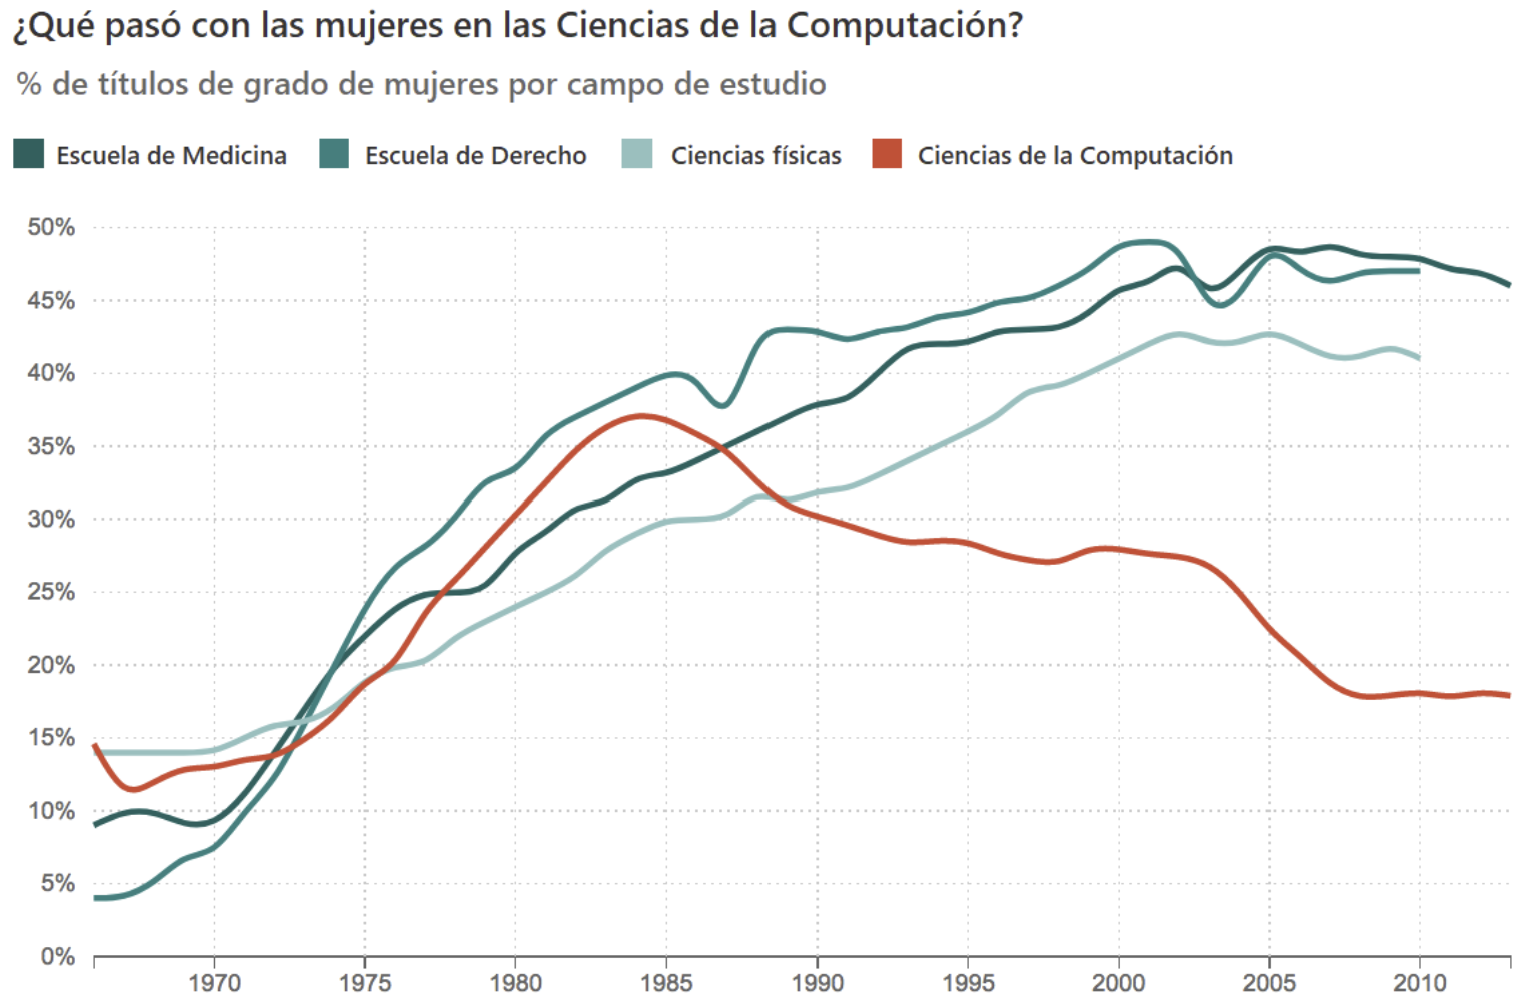 ¿Qué pasó con las mujeres en las Ciencias de la Computación?
% de títulos de grado de mujeres por campo de estudio
Escuela de Medicina Escuela de Derecho Ciencias físicas Ciencias de la Computación
50%
45%
40%
35%
30%
25%
20%
15%
10%
5%
0%
1970 1975 1980 1985 1990 1995 2000 2005 2010